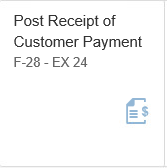 Post Receipt of
Customer Payment
F-28 - EX 24
$